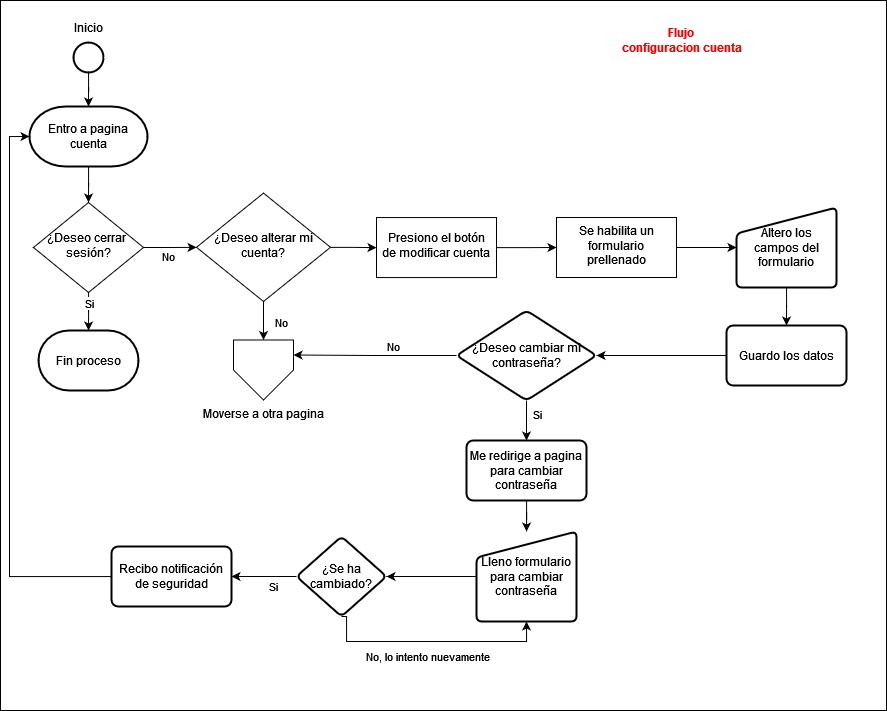 Inicio
Flujo
configuracion cuenta
Entro a pagina
cuenta
¿Deseo cerrar
sesión?
No
¿Deseo alterar mi
cuenta?
Presiono el botón
de modificar cuenta
Se habilita un
formulario
prellenado
Altero los
campos del
formulario
Si
No
Fin proceso
Moverse a otra pagina
No
¿Deseo cambiar mi
contraseña?
Guardo los datos
Si
Me redirige a pagina
para cambiar
contraseña
Recibo notificación
de seguridad
Si
¿Se ha
cambiado?
Lleno formulario
para cambiar
contraseña
No, lo intento nuevamente